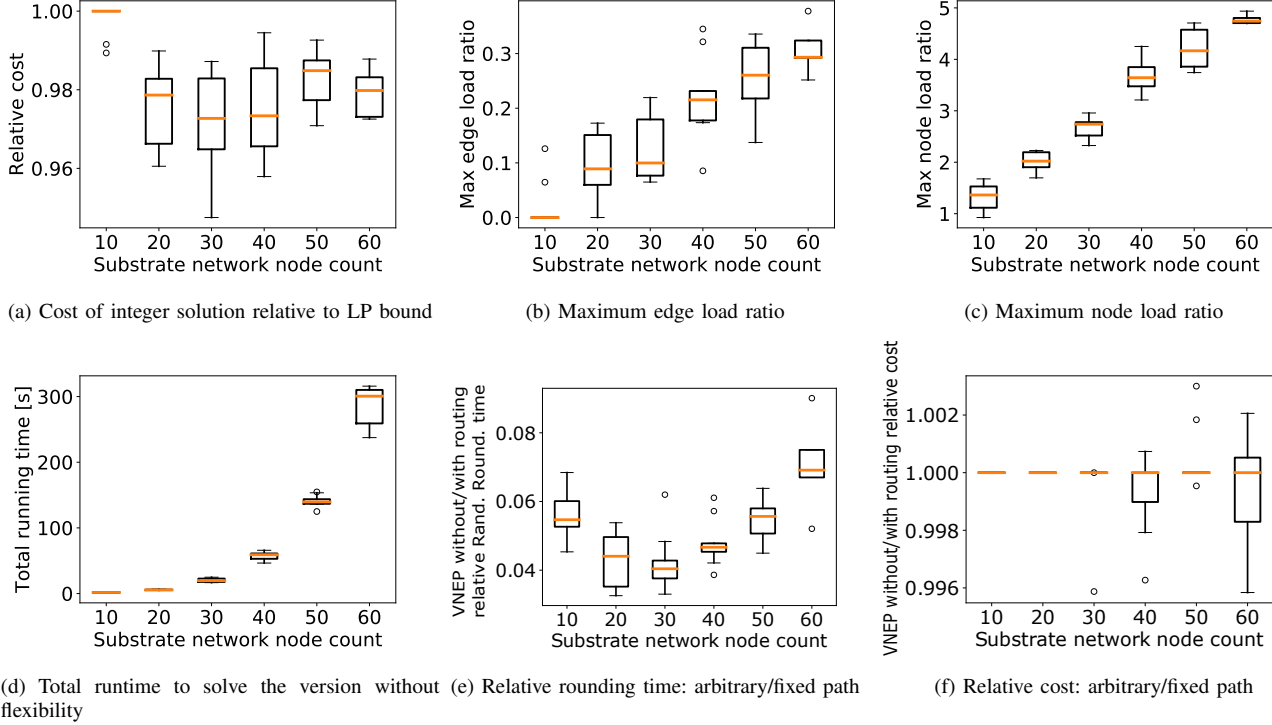 1.00
0.98
0.96
Relative cost
10 20 30 40 50 60
Substrate network node count
(a) Cost of integer solution relative to LP bound
0.3
0.2
0.1
0.0
Max edge load ratio
10 20 30 40 50 60
Substrate network node count
(b) Maximum edge load ratio
5
4
3
2
1
Max node load ratio
10 20 30 40 50 60
Substrate network node count
(c) Maximum node load ratio
300
200
100
0
Total running time [s]
10 20 30 40 50 60
Substrate network node count
(d) Total runtime to solve the version without
flexibility
0.08
0.06
0.04
VNEP without/with routing
relative Rand. Round. time
10 20 30 40 50 60
Substrate network node count
(e) Relative rounding time: arbitrary/fixed path
1.002
1.000
0.998
0.996
VNEP without/with routing relative cost
10 20 30 40 50 60
Substrate network node count
(f) Relative cost: arbitrary/fixed path